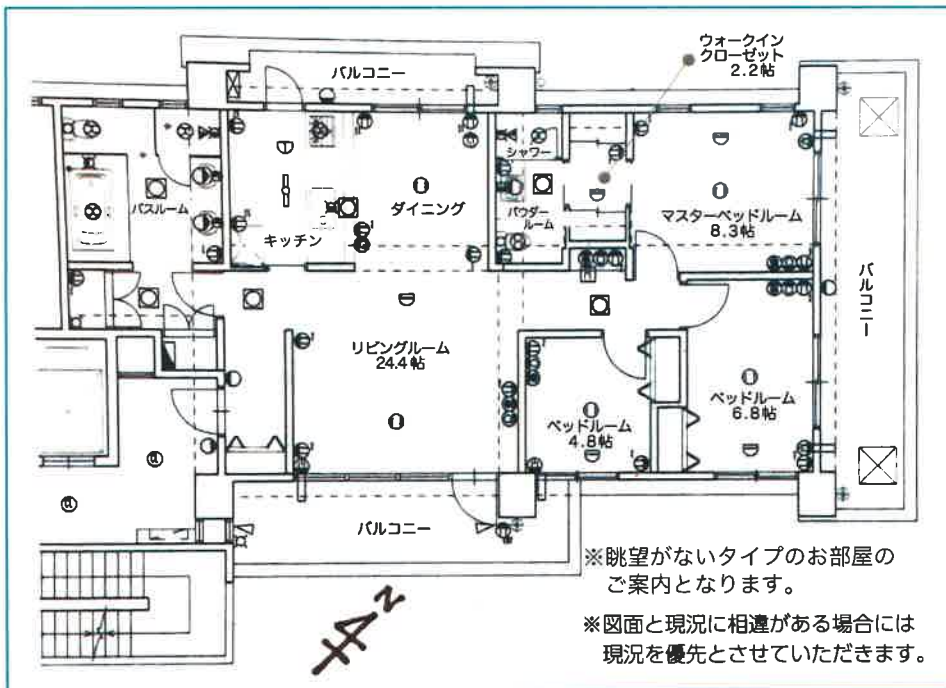 ウォークイン
クローゼット
2.2帖
バルコニー
シャワー
バスルーム
ダイニング
パウダー
ルーム
マスターベッドルーム
8.3帖
キッチン
バルコニー
リビングルーム
24.4帖
ベッドルーム
6.8帖
ベッドルーム
4.8帖
バルコニー
※眺望がないタイプのお部屋の
ご案内となります。
※図面と現況に相違がある場合には
現況を優先とさせていただきます。
N